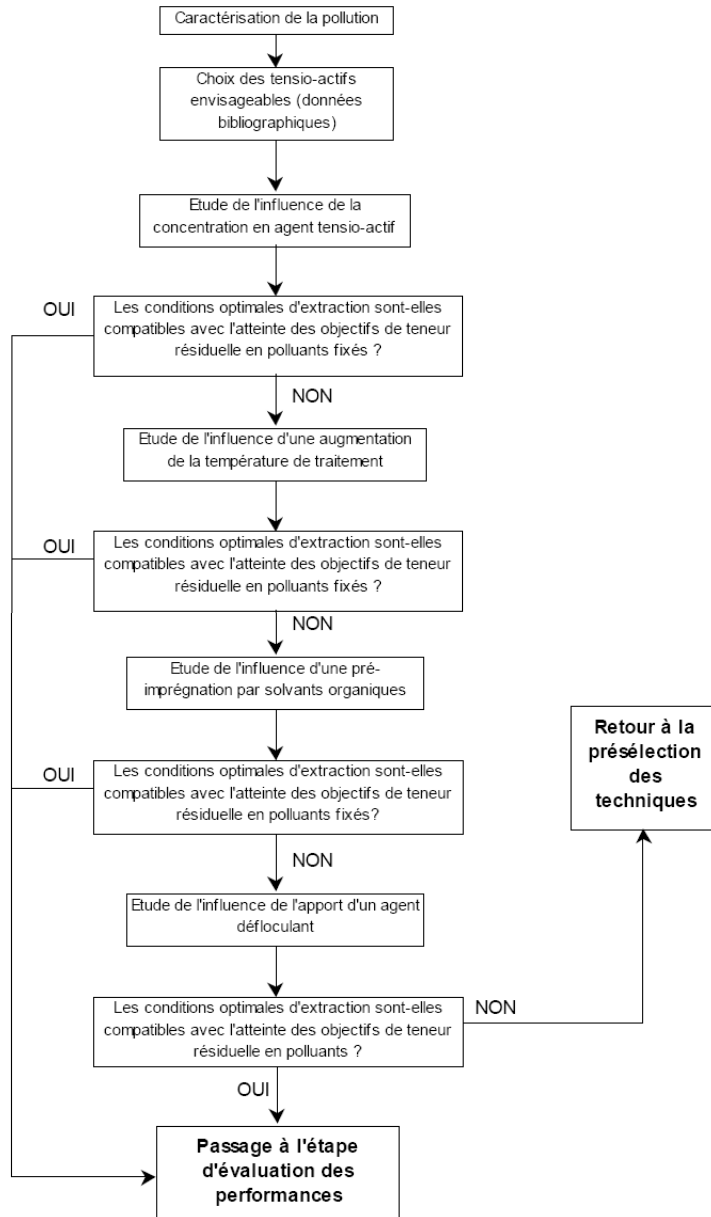 Caractérisation de la pollution
Choix des tensio-actifs
envisageables (données
bibliographiques)
Etude de l'influence de la
concentration en agent tensio-actif
OUI
Les conditions optimales d'extraction sont-elles
compatibles avec l'atteinte des objectifs de teneur
résiduelle en polluants fixés ?
NON
Etude de l'influence d'une augmentation
de la température de traitement
OUI
Les conditions optimales d'extraction sont-elles
compatibles avec l'atteinte des objectifs de teneur
résiduelle en polluants fixés ?
NON
Etude de l'influence d'une pré-
imprégnation par solvants organiques
Retour à la
présélection
des
techniques
OUI
Les conditions optimales d'extraction sont-elles
compatibles avec l'atteinte des objectifs de teneur
résiduelle en polluants fixés?
NON
Etude de l'influence de l'apport d'un agent
défloculant
Les conditions optimales d'extraction sont-elles
compatibles avec l'atteinte des objectifs de teneur
résiduelle en polluants ?
NON
OUI
Passage à l'étape
d'évaluation des
performances